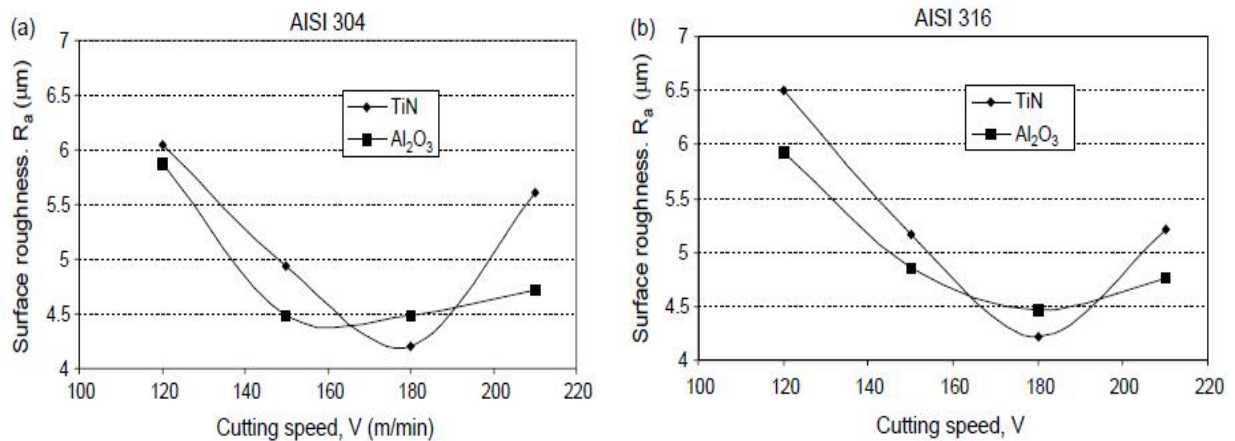 (a)
AISI 304
Surface roughness. Ra (µm)
7
6.5
6
5.5
5
4.5
4
TiN
Al2O3
100 120 140 160 180 200 220
Cutting speed, V (m/min)
(b)
AISI 316
Surface roughness. Ra (µm)
7
6.5
6
5.5
5
4.5
4
TiN
Al2O3
100 120 140 160 180 200 220
Cutting speed, V